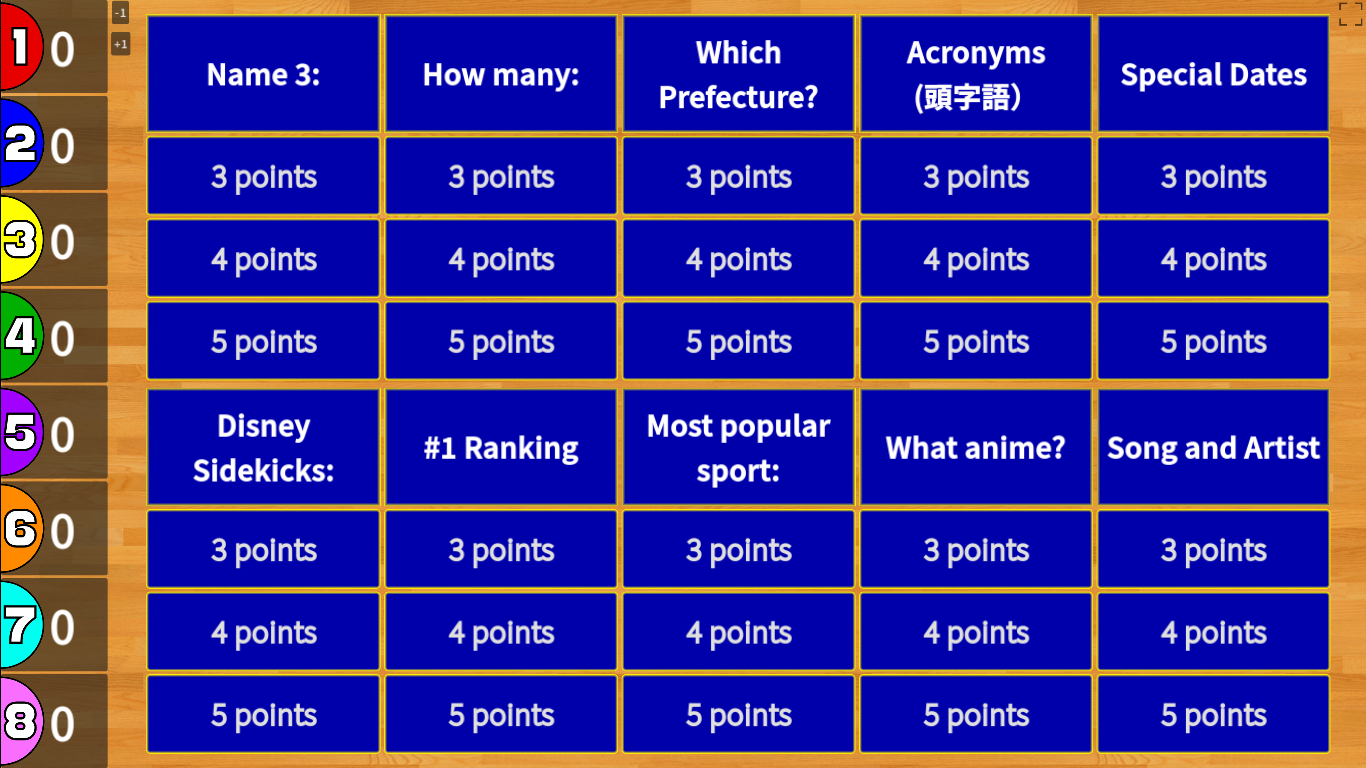 1 0
-1
+1
2 0
3 0
4 0
5 0
6 0
7 0
8 0
Name 3:
How many:
Which
Prefecture?
Acronyms
(頭字語）
Special Dates
3 points
3 points
3 points
3 points
3 points
4 points
4 points
4 points
4 points
4 points
5 points
5 points
5 points
5 points
5 points
Disney
Sidekicks:
#1 Ranking
Most popular
sport:
What anime?
Song and Artist
3 points
3 points
3 points
3 points
3 points
4 points
4 points
4 points
4 points
4 points
5 points
5 points
5 points
5 points
5 points